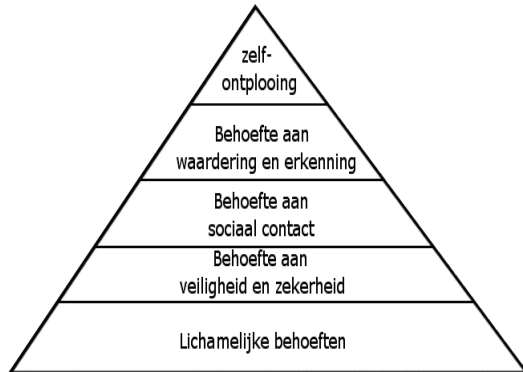 zelf-
ontplooing
Behoefte aan
waardering en erkenning
Behoefte aan
sociaal contact
Behoefte aan
veiligheid en zekerheid
Lichamelijke behoeften